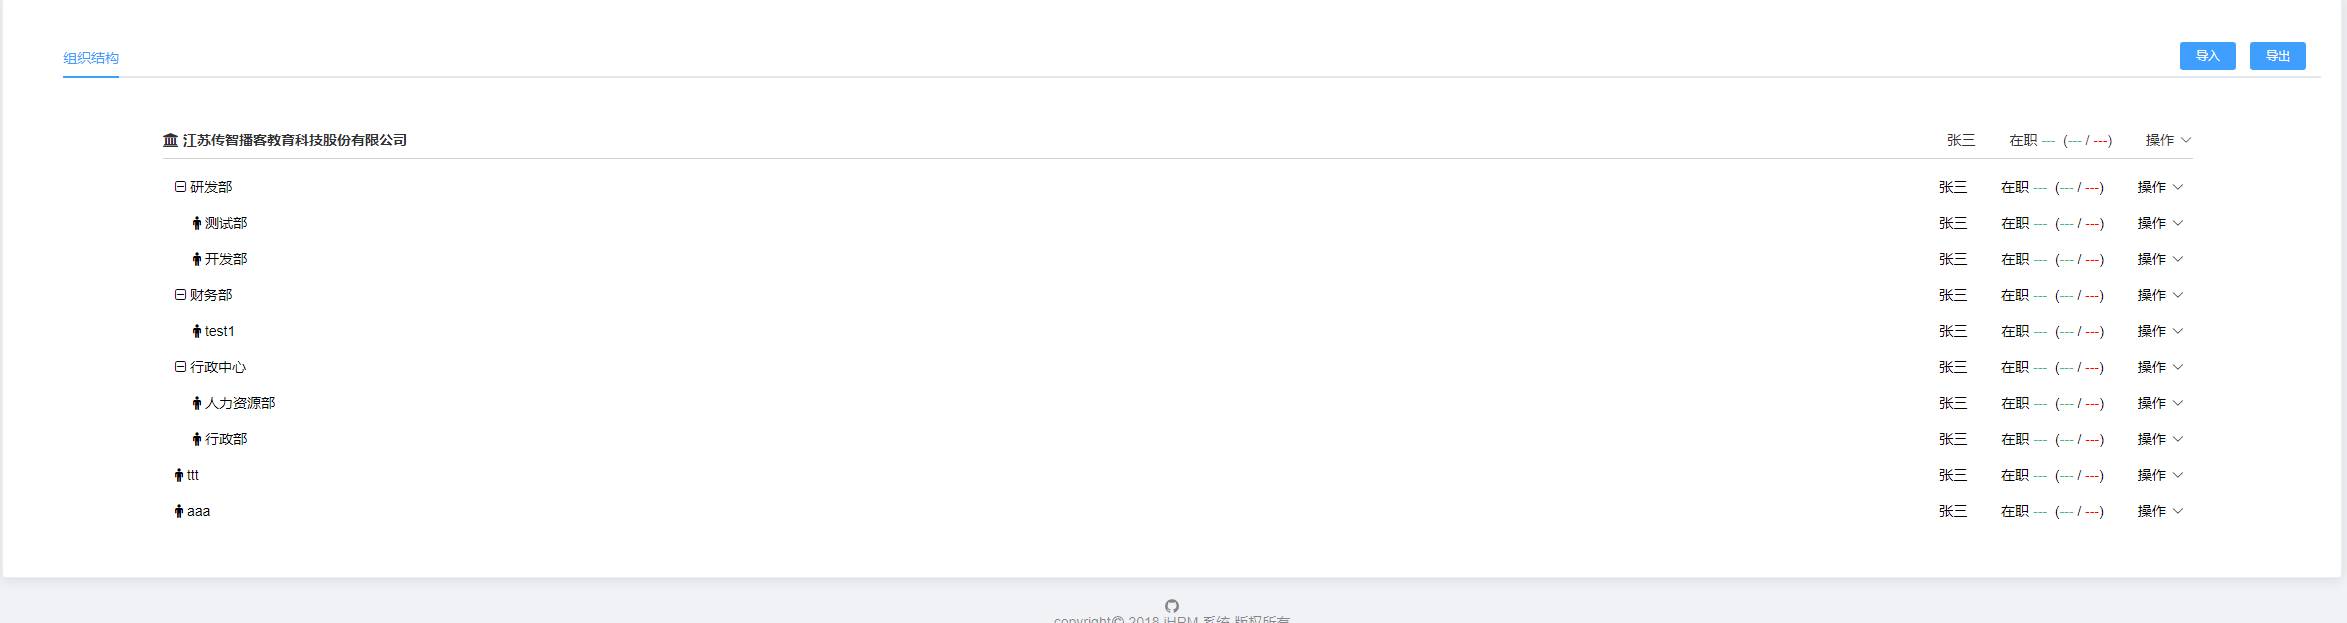 组织结构 导入 导出
江苏传智播客教育科技股份有限公司 张三 在职 --- (--- / ---) 操作
研发部 张三 在职 --- (--- / ---) 操作
测试部 张三 在职 --- (--- / ---) 操作
开发部 张三 在职 --- (--- / ---) 操作
财务部 张三 在职 --- (--- / ---) 操作
test1 张三 在职 --- (--- / ---) 操作
行政中心 张三 在职 --- (--- / ---) 操作
人力资源部 张三 在职 --- (--- / ---) 操作
行政部 张三 在职 --- (--- / ---) 操作
ttt 张三 在职 --- (--- / ---) 操作
aaa 张三 在职 --- (--- / ---) 操作
copyright© 2018 iHRM 系统 版权所有